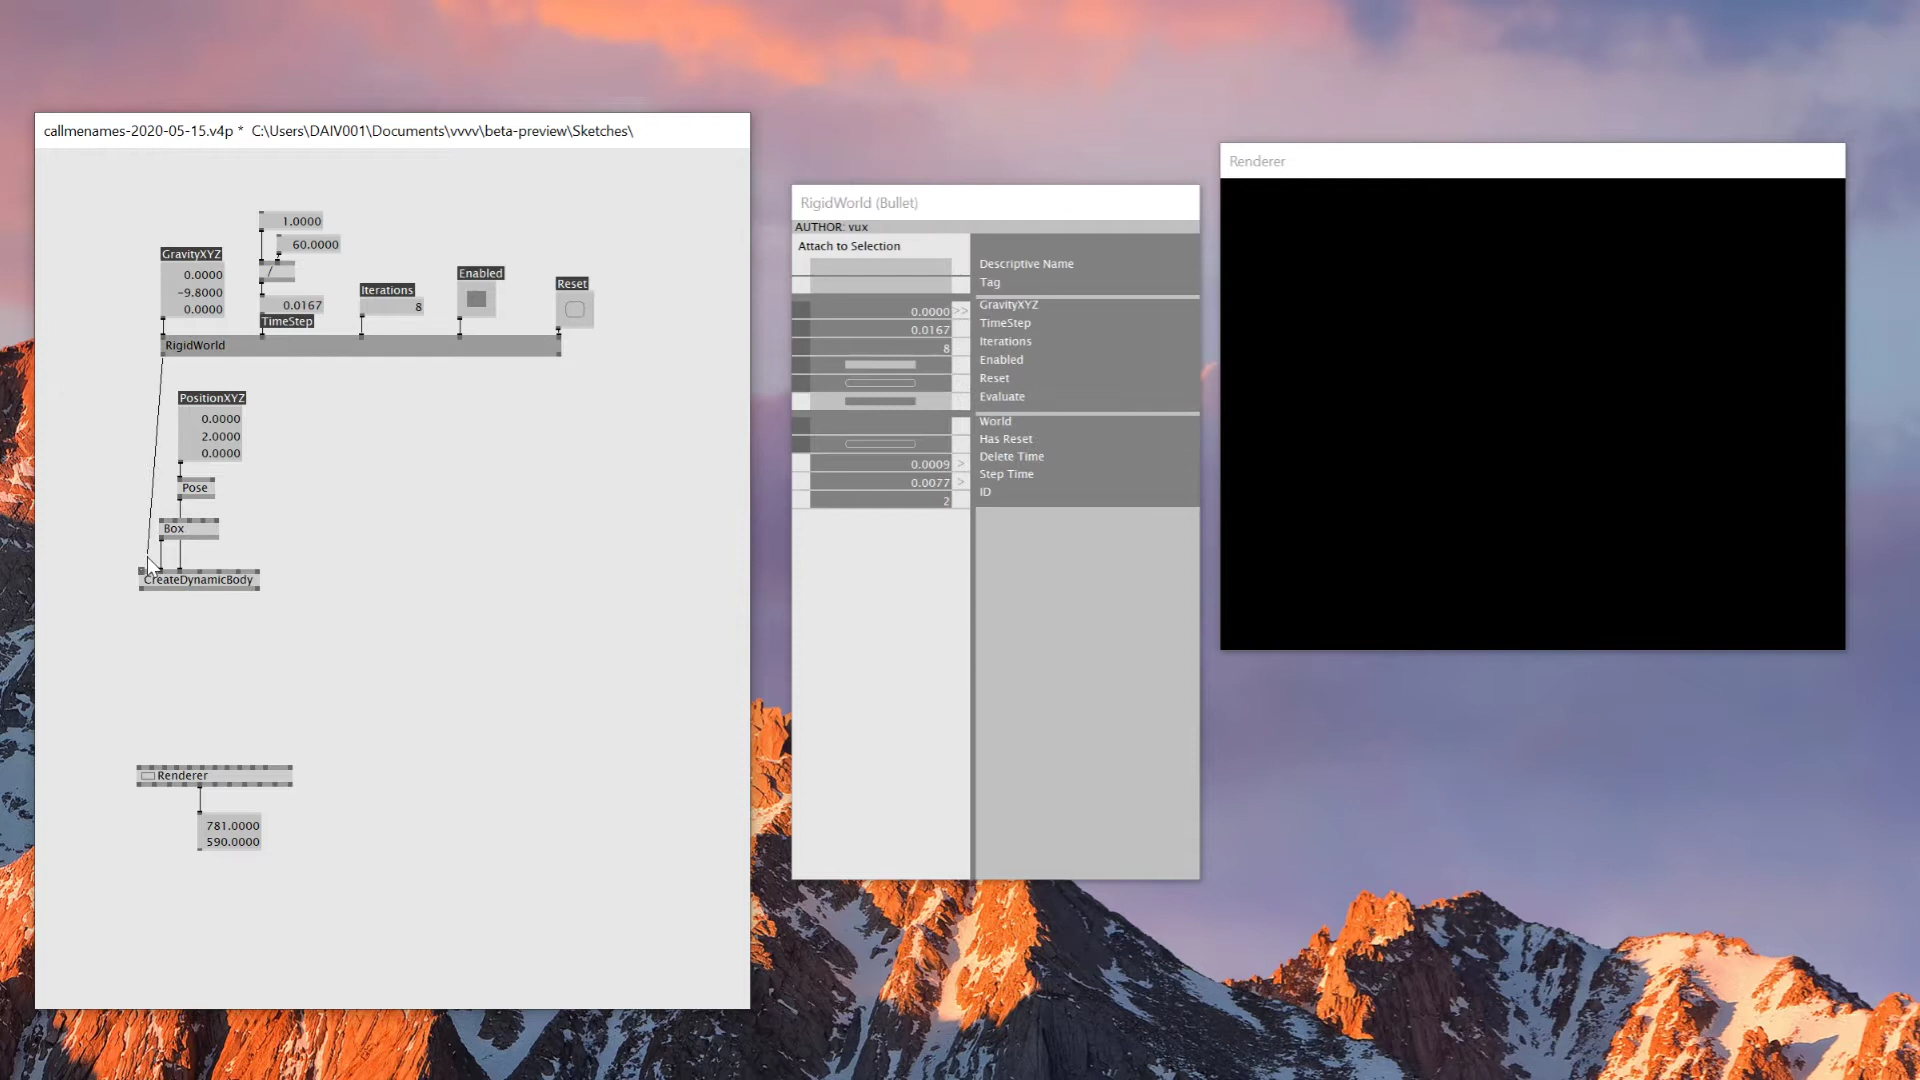 callmenames-2020-05-15.v4p *  C:\Users\DAIV001\Documents\vvvv\beta-preview\Sketches\
1.0000
60.0000
/
GravityXYZ
0.0000
-9.8000
0.0000
0.0167
TimeStep
Iterations
8
Enabled
Reset
RigidWorld
PositionXYZ
0.0000
2.0000
0.0000
Pose
Box
CreateDynamicBody
Renderer
781.0000
590.0000
RigidWorld (Bullet)
AUTHOR: vux
Attach to Selection
Descriptive Name
Tag
0.0000 >> GravityXYZ
0.0167 TimeStep
8 Iterations
Enabled
Reset
Evaluate
World
Has Reset
0.0009 > Delete Time
0.0077 > Step Time
2 ID
Renderer